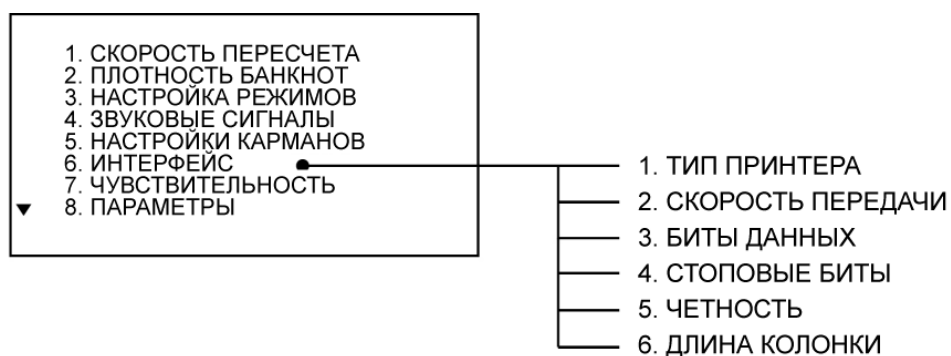 1. СКОРОСТЬ ПЕРЕСЧЕТА
2. ПЛОТНОСТЬ БАНКНОТ
3. НАСТРОЙКА РЕЖИМОВ
4. ЗВУКОВЫЕ СИГНАЛЫ
5. НАСТРОЙКИ КАРМАНОВ
6. ИНТЕРФЕЙС
7. ЧУВСТВИТЕЛЬНОСТЬ
8. ПАРАМЕТРЫ
1. ТИП ПРИНТЕРА
2. СКОРОСТЬ ПЕРЕДАЧИ
3. БИТЫ ДАННЫХ
4. СТОПОВЫЕ БИТЫ
5. ЧЕТНОСТЬ
6. ДЛИНА КОЛОНКИ